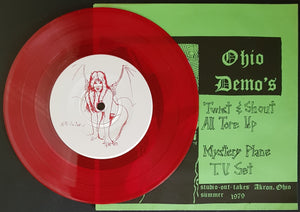 Ohio
Demo's
Twist & Shout
All Tore Up
Mystery Plane
T.V Set
studio-out-takes Akron, Ohio
summer 1979